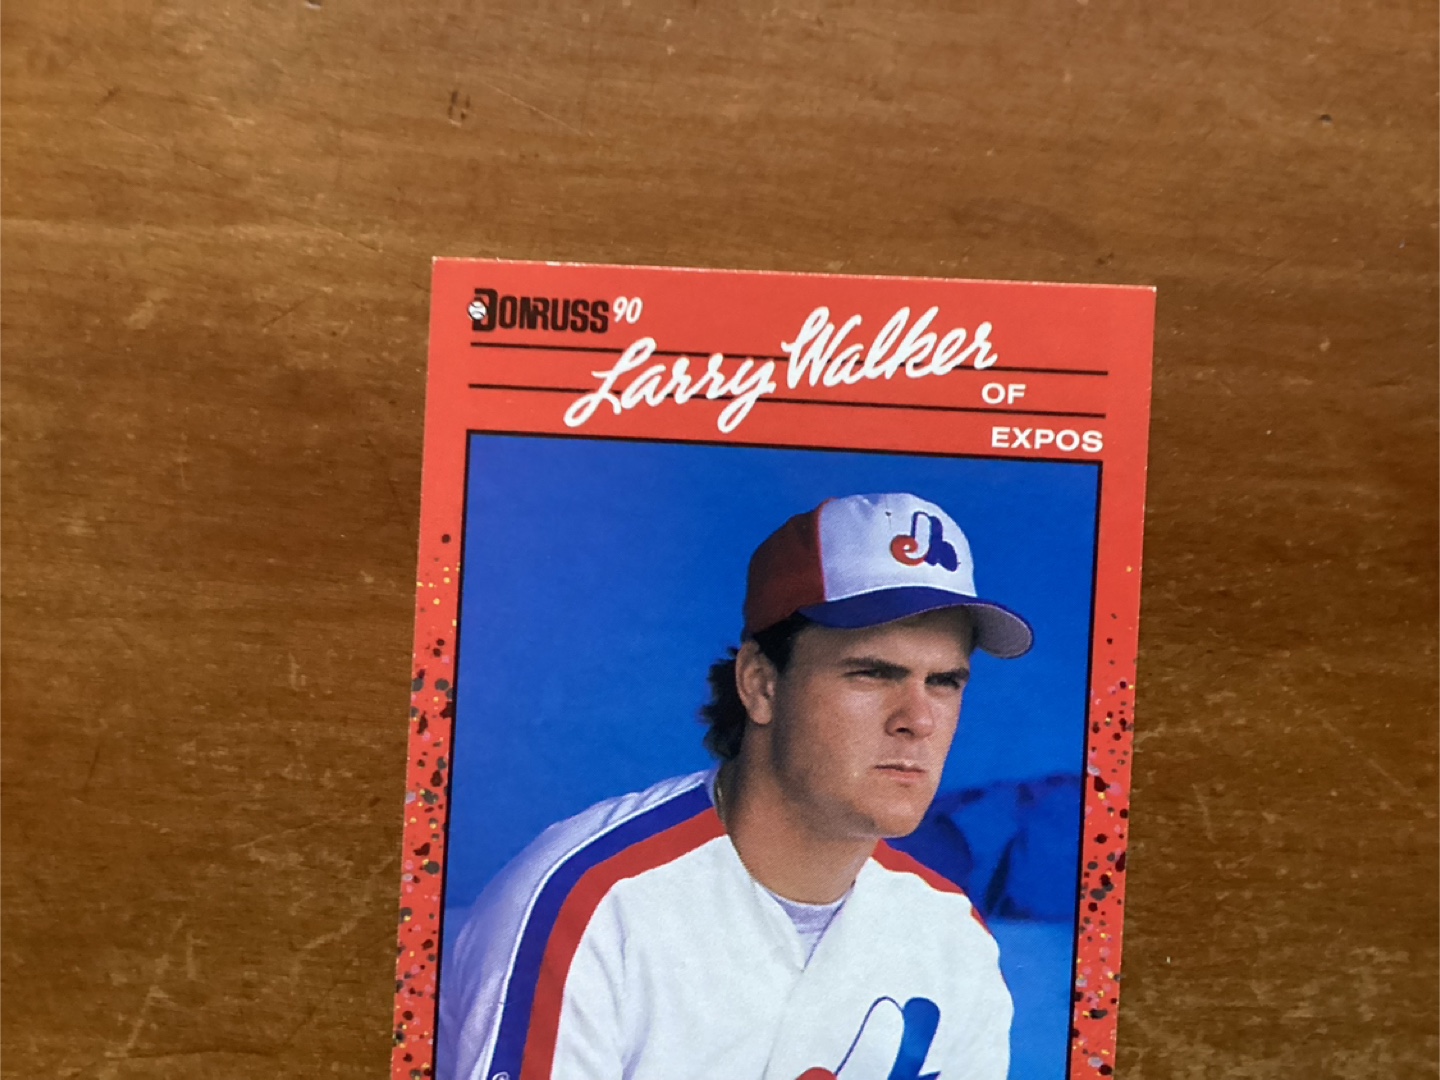 DONRUSS 90
Larry Walker
OF
EXPOS